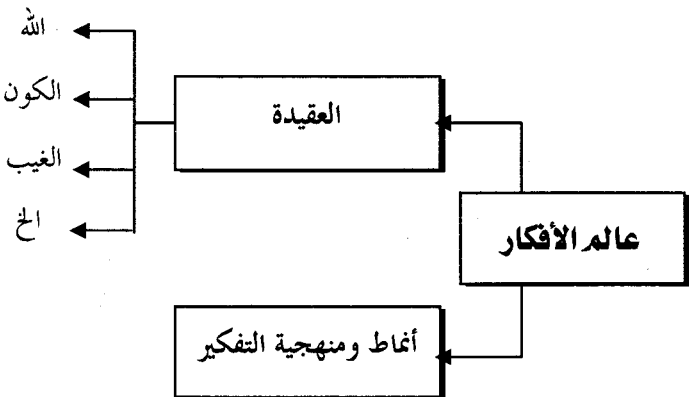 عالم الأفكار
العقيدة
الله
الكون
الغيب
الخ
أنماط ومنهجية التفكير